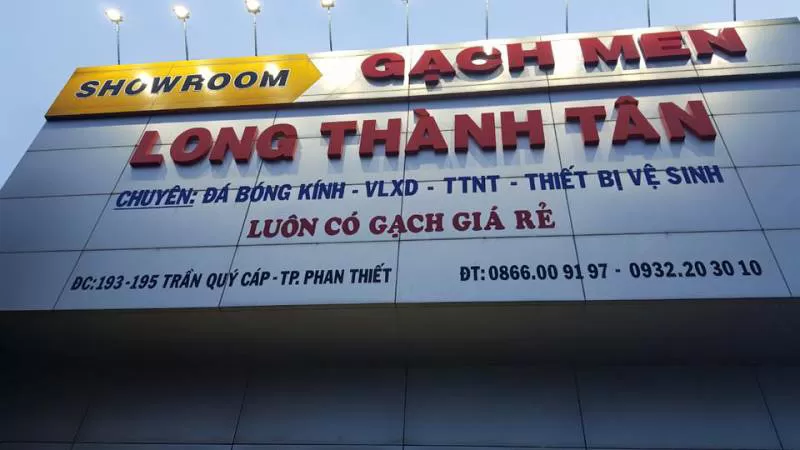 SHOWROOM GẠCH MEN
LONG THÀNH TÂN
CHUYÊN: ĐÁ BÓNG KÍNH - VLXD - TTNT - THIẾT BỊ VỆ SINH
LUÔN CÓ GẠCH GIÁ RẺ
ĐC: 193-195 TRẦN QUÝ CÁP - TP. PHAN THIẾT ĐT: 0866.00 91 97 - 0932.20 30 10